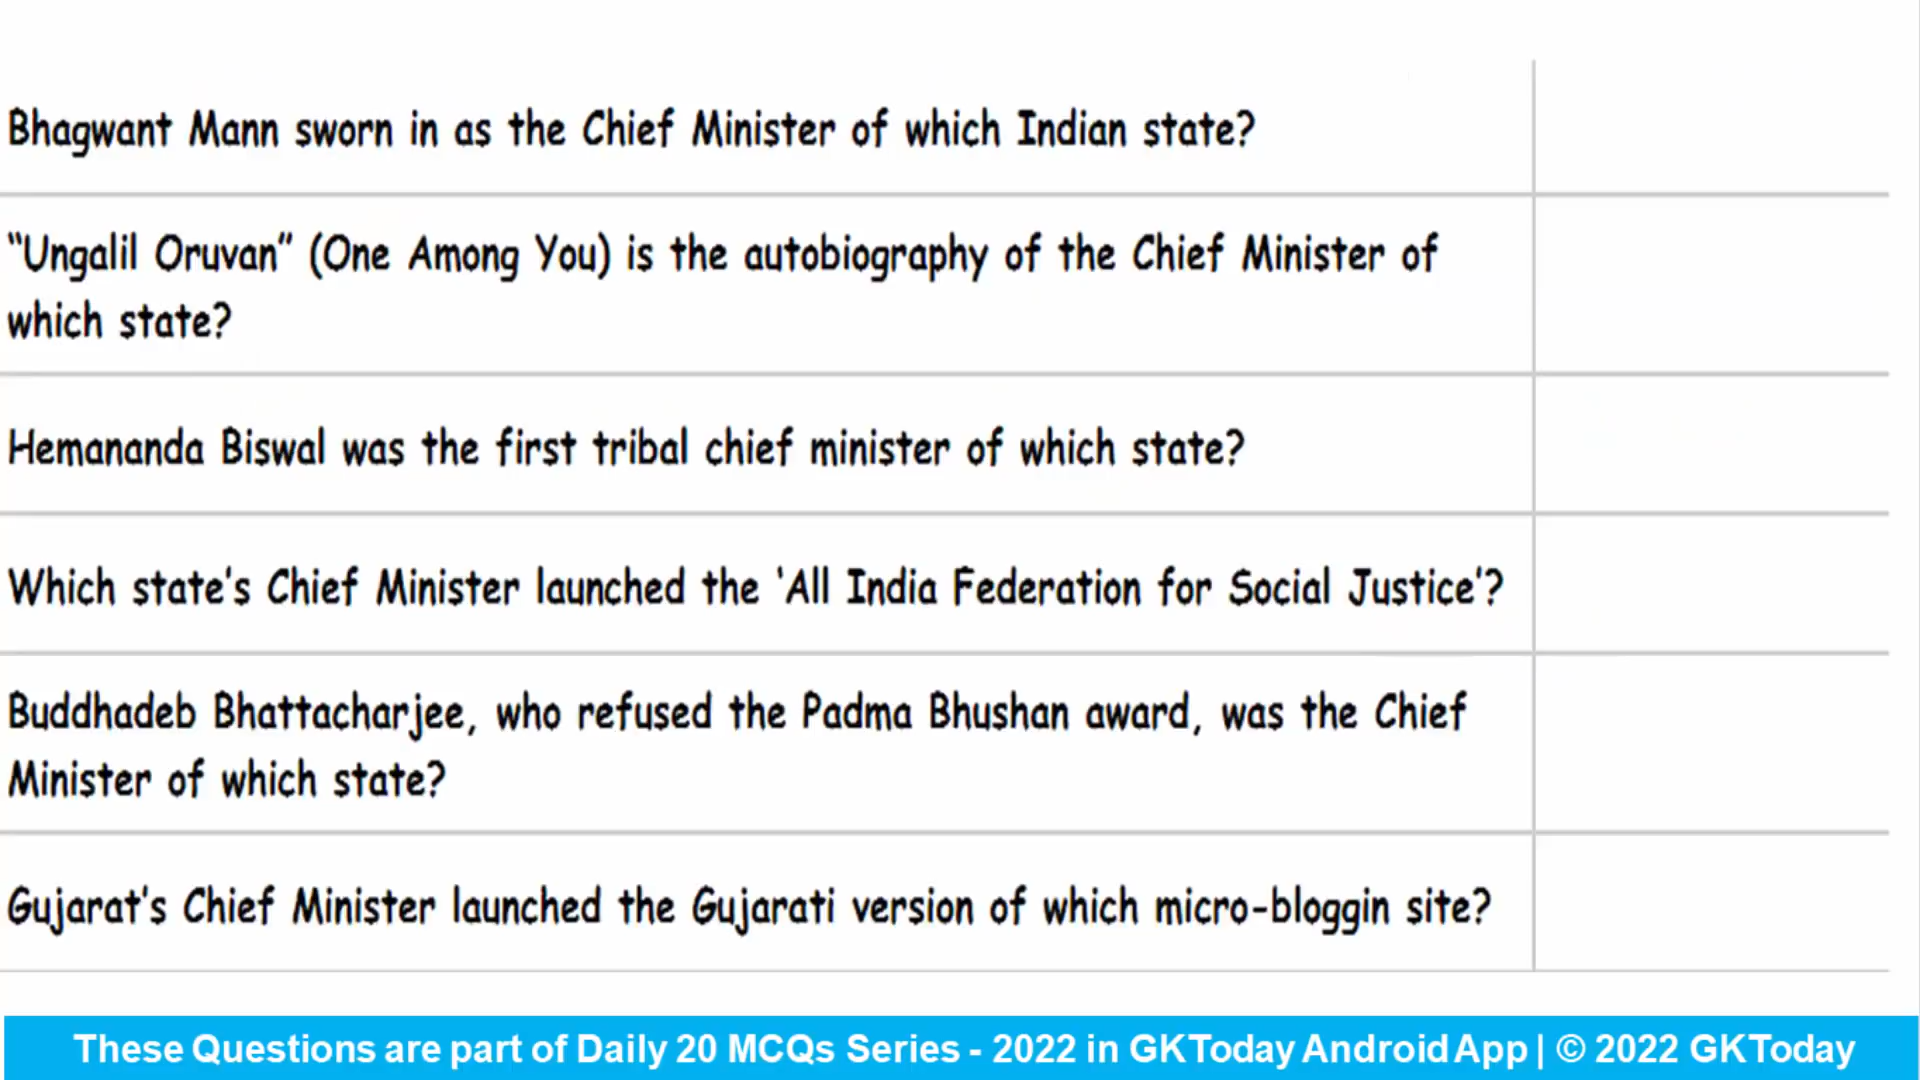 Bhagwant Mann sworn in as the Chief Minister of which Indian state?
“Ungalil Oruvan” (One Among You) is the autobiography of the Chief Minister of
which state?
Hemananda Biswal was the first tribal chief minister of which state?
Which state's Chief Minister launched the 'All India Federation for Social Justice'?
Buddhadeb Bhattacharjee, who refused the Padma Bhushan award, was the Chief
Minister of which state?
Gujarat's Chief Minister launched the Gujarati version of which micro-bloggin site?
These Questions are part of Daily 20 MCQs Series - 2022 in GKToday Android App | © 2022 GKToday